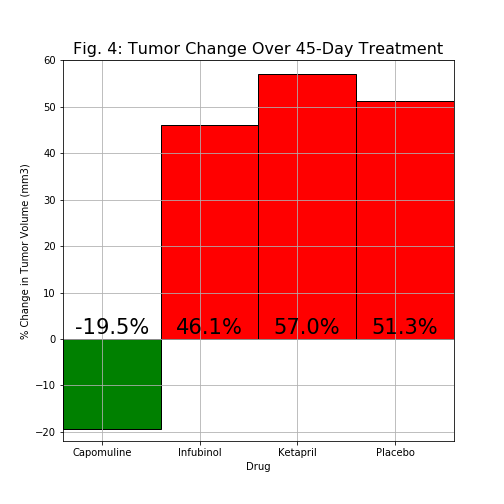 Fig. 4: Tumor Change Over 45-Day Treatment
60
50
40
30
20
10
0
−10
−20
% Change in Tumor Volume (mm3)
-19.5% 46.1% 57.0% 51.3%
Capomuline Infubinol Ketapril Placebo
Drug